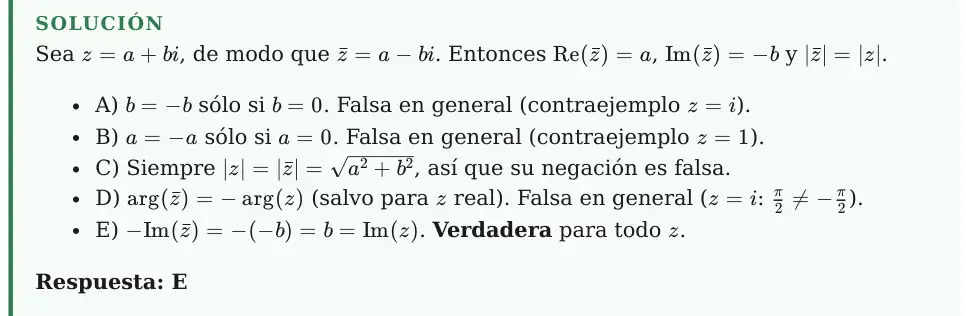 SOLUCIÓN
Sea z = a + bi, de modo que z̄ = a − bi. Entonces Re(z̄) = a, Im(z̄) = −b y |z̄| = |z|.
• A) b = −b sólo si b = 0. Falsa en general (contraejemplo z = i).
• B) a = −a sólo si a = 0. Falsa en general (contraejemplo z = 1).
• C) Siempre |z| = |z̄| = √(a² + b²), así que su negación es falsa.
• D) arg(z̄) = − arg(z) (salvo para z real). Falsa en general (z = i: π/2 ≠ −π/2).
• E) −Im(z̄) = −(−b) = b = Im(z). Verdadera para todo z.
Respuesta: E